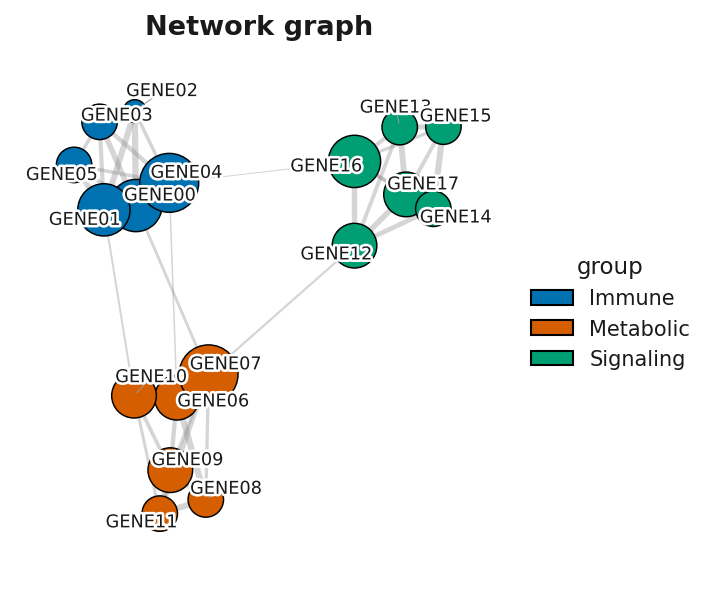 Network graph
GENE02
GENE03
GENE13
GENE15
GENE16
GENE05
GENE04
GENE17
GENE00
GENE01
GENE14
GENE12
group
Immune
Metabolic
Signaling
GENE07
GENE10
GENE06
GENE09
GENE08
GENE11